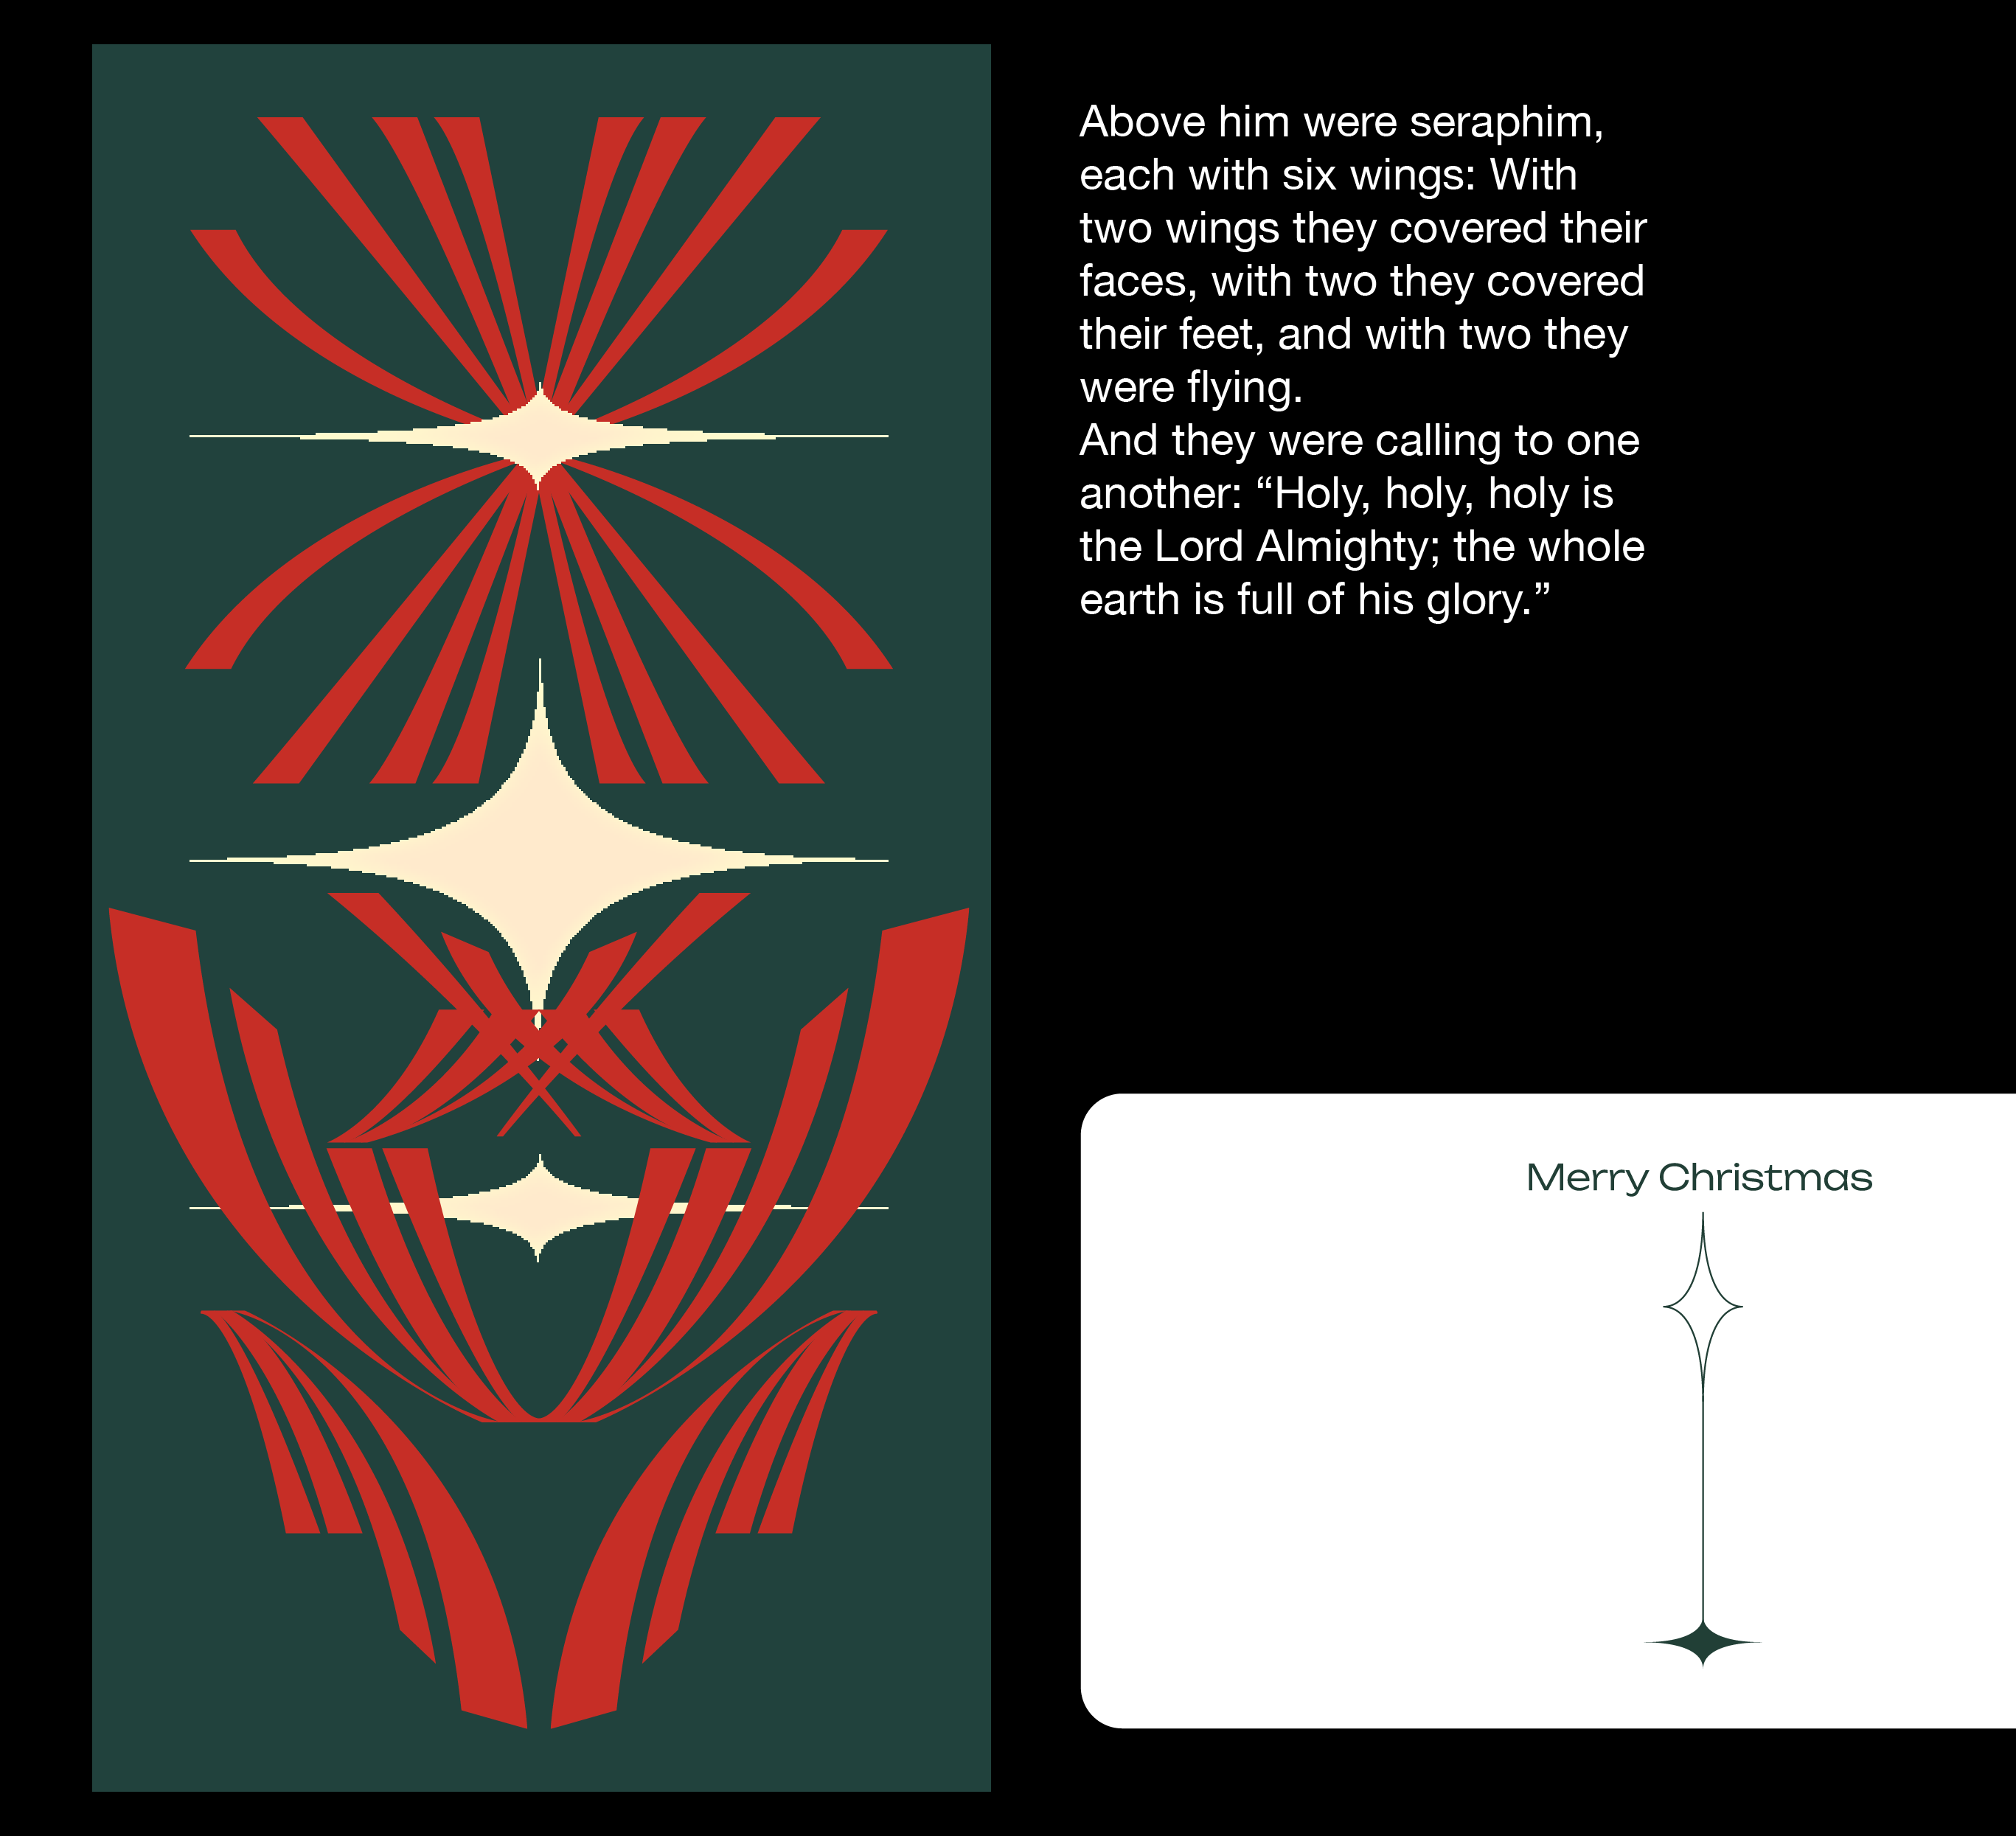 Above him were seraphim,
each with six wings: With
two wings they covered their
faces, with two they covered
their feet, and with two they
were flying.
And they were calling to one
another: “Holy, holy, holy is
the Lord Almighty; the whole
earth is full of his glory.”
Merry Christmas